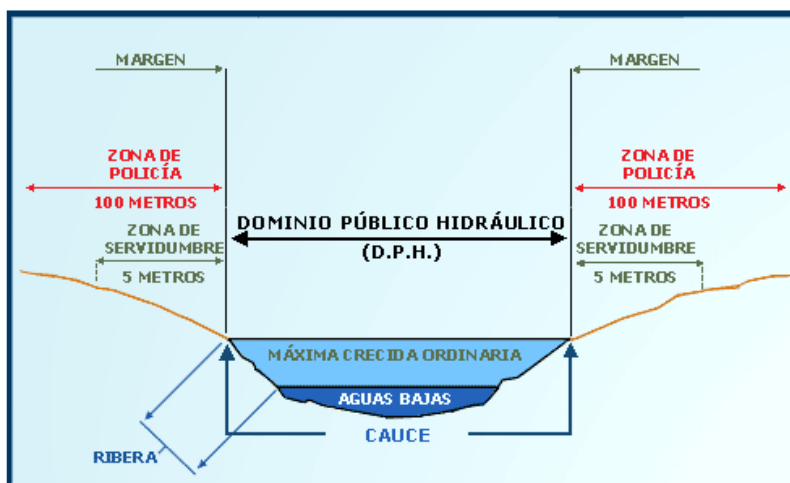 MARGEN
MARGEN
ZONA DE
POLICÍA
100 METROS
ZONA DE
POLICÍA
100 METROS
DOMINIO PÚBLICO HIDRÁULICO
(D.P.H.)
ZONA DE
SERVIDUMBRE
5 METROS
ZONA DE
SERVIDUMBRE
5 METROS
MÁXIMA CRECIDA ORDINARIA
AGUAS BAJAS
CAUCE
RIBERA